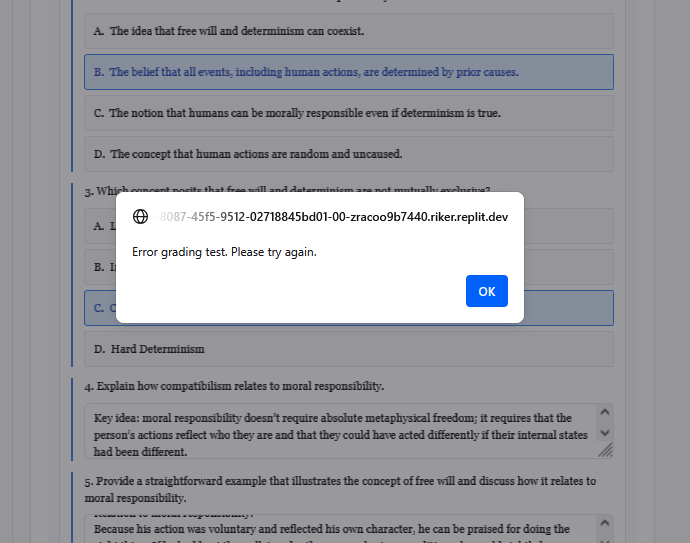 A. The idea that free will and determinism can coexist.
B. The belief that all events, including human actions, are determined by prior causes.
C. The notion that humans can be morally responsible even if determinism is true.
D. The concept that human actions are random and uncaused.
3. Which concept posits that free will and determinism are not mutually exclusive?
A.
B.
C.
D. Hard Determinism
8087-45f5-9512-02718845bd01-00-zracoo9b7440.riker.replit.dev
Error grading test. Please try again.
OK
4. Explain how compatibilism relates to moral responsibility.
Key idea: moral responsibility doesn't require absolute metaphysical freedom; it requires that the
person's actions reflect who they are and that they could have acted differently if their internal states
had been different.
5. Provide a straightforward example that illustrates the concept of free will and discuss how it relates to
moral responsibility.
Relation to moral responsibility:
Because his action was voluntary and reflected his own character, he can be praised for doing the